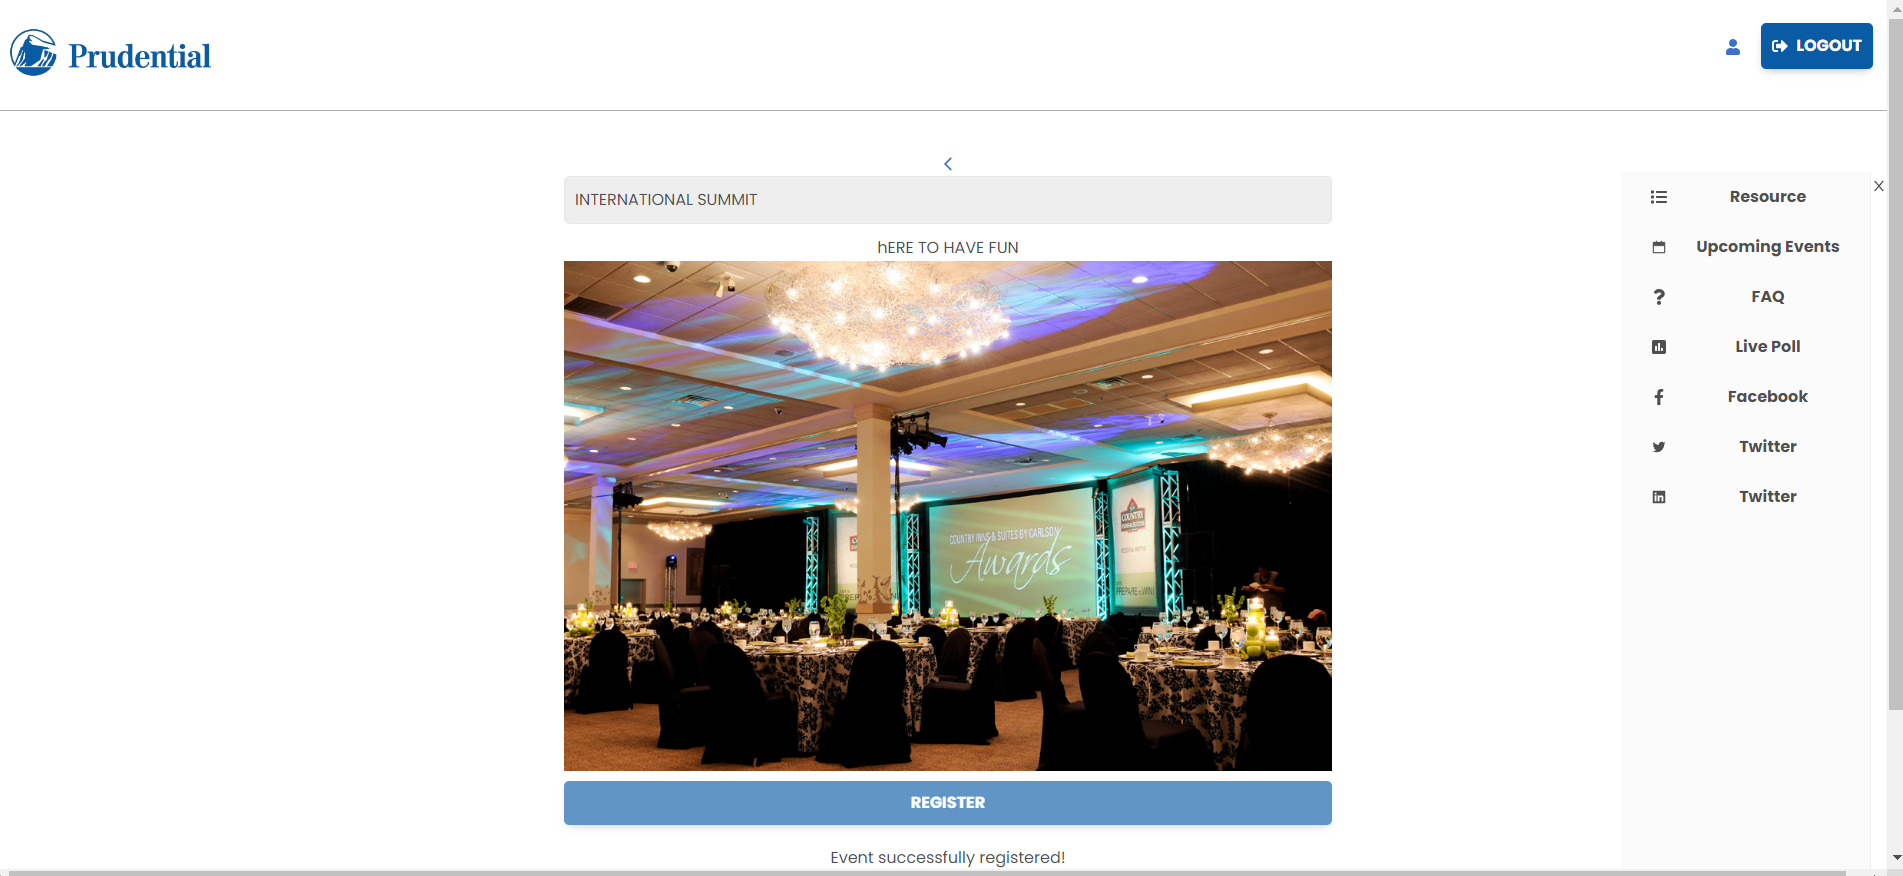 Prudential
LOGOUT
INTERNATIONAL SUMMIT
hERE TO HAVE FUN
COUNTRY INNS & SUITES BY CARLSON
Awards
COUNTRY
REGISTER
Event successfully registered!
X
Resource
Upcoming Events
FAQ
Live Poll
Facebook
Twitter
Twitter